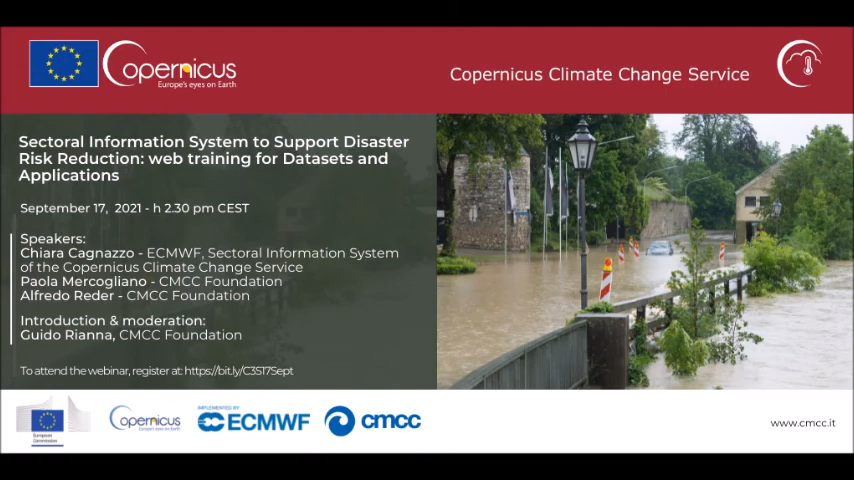 Copernicus
Europe's eyes on Earth
Copernicus Climate Change Service
Sectoral Information System to Support Disaster
Risk Reduction: web training for Datasets and
Applications
September 17, 2021 - h 2.30 pm CEST
Speakers:
Chiara Cagnazzo - ECMWF, Sectoral Information System
of the Copernicus Climate Change Service
Paola Mercogliano - CMCC Foundation
Alfredo Reder - CMCC Foundation
Introduction & moderation:
Guido Rianna, CMCC Foundation
To attend the webinar, register at: https://bit.ly/C3S17Sept
European
Commission
Copernicus
Europe's eyes on Earth
IMPLEMENTED BY
ECMWF
cmcc
www.cmcc.it